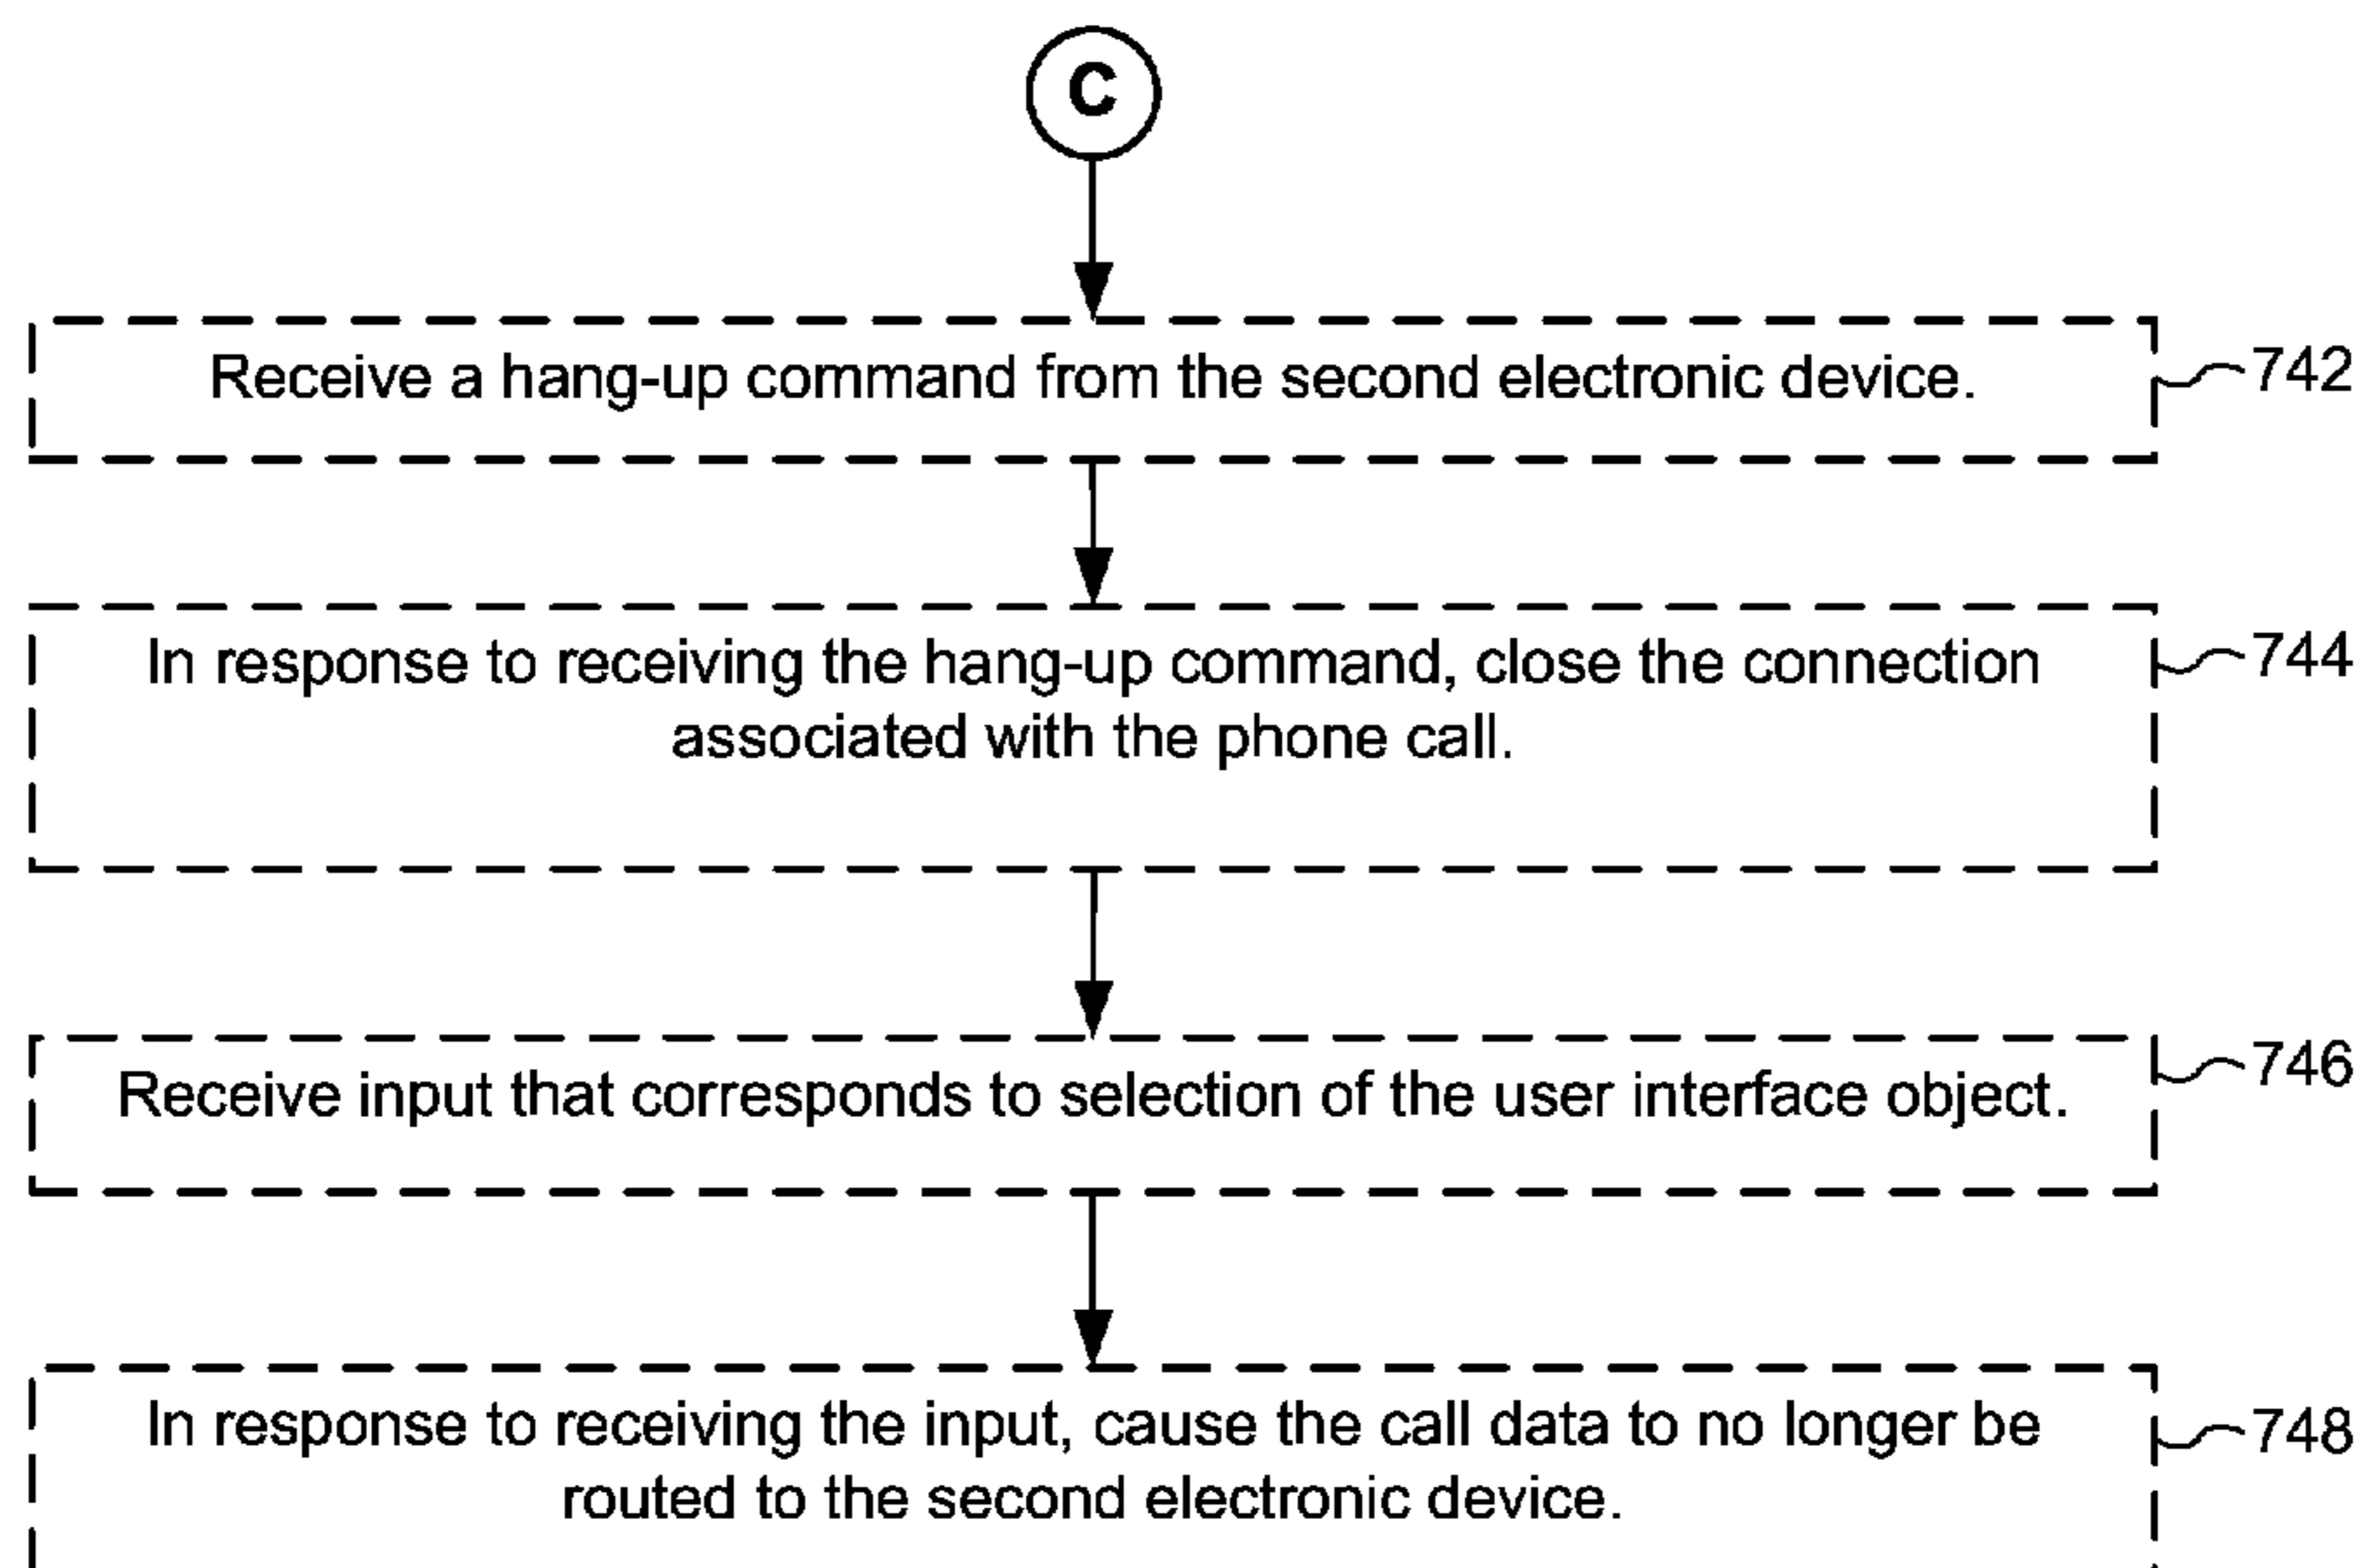 C
Receive a hang-up command from the second electronic device.
742
In response to receiving the hang-up command, close the connection
associated with the phone call.
744
Receive input that corresponds to selection of the user interface object.
746
In response to receiving the input, cause the call data to no longer be
routed to the second electronic device.
748